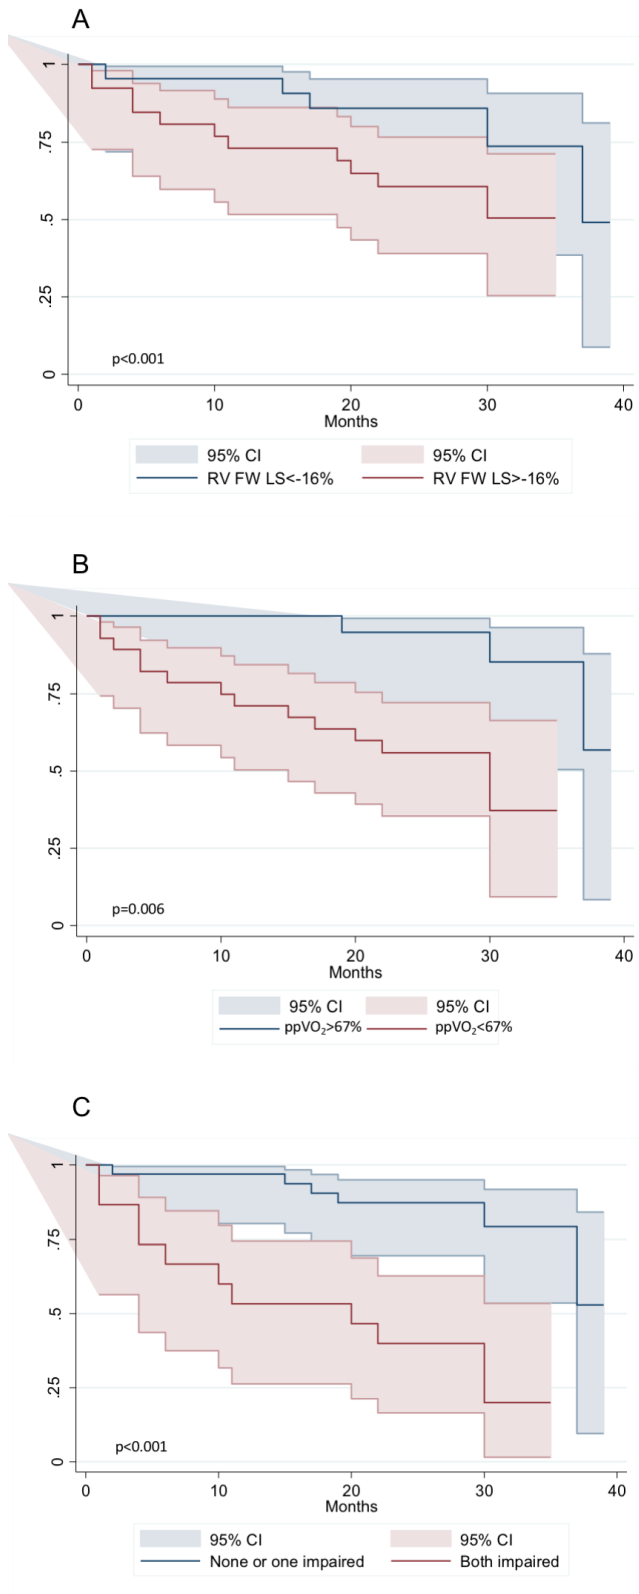 A
1
.75
.5
.25
0
p<0.001
0 10 20 30 40
Months
95% CI 95% CI
RV FW LS<-16% RV FW LS>-16%
B
1
.75
.5
.25
0
p=0.006
0 10 20 30 40
Months
95% CI 95% CI
ppVO₂>67% ppVO₂<67%
C
1
.75
.5
.25
0
p<0.001
0 10 20 30 40
Months
95% CI 95% CI
None or one impaired Both impaired